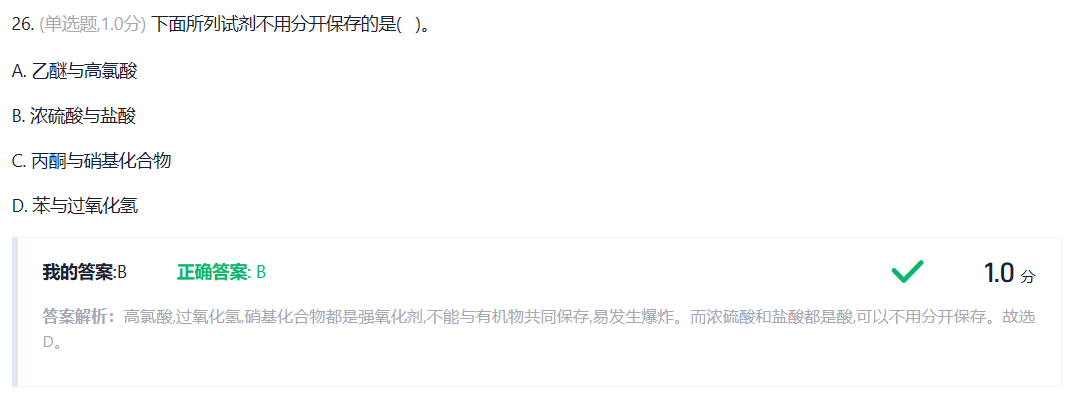 26. (单选题,1.0分) 下面所列试剂不用分开保存的是(   )。
A. 乙醚与高氯酸
B. 浓硫酸与盐酸
C. 丙酮与硝基化合物
D. 苯与过氧化氢
我的答案:B 正确答案: B 1.0 分
答案解析：高氯酸,过氧化氢,硝基化合物都是强氧化剂,不能与有机物共同保存,易发生爆炸。而浓硫酸和盐酸都是酸,可以不用分开保存。故选
D。